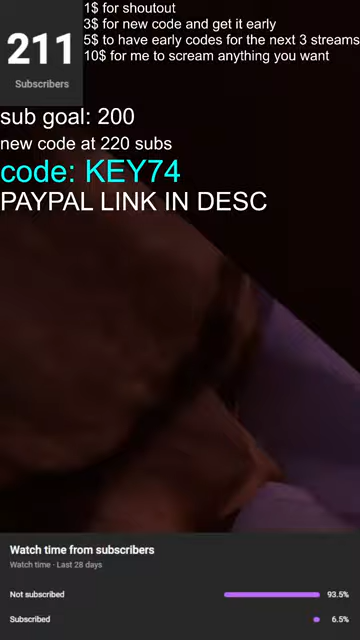 211
Subscribers
1$ for shoutout
3$ for new code and get it early
5$ to have early codes for the next 3 streams
10$ for me to scream anything you want
sub goal: 200
new code at 220 subs
code: KEY74
PAYPAL LINK IN DESC
Watch time from subscribers
Watch time · Last 28 days
Not subscribed 93.5%
Subscribed 6.5%